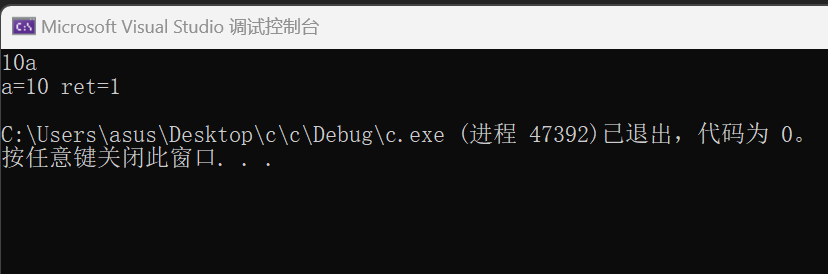 C:\ Microsoft Visual Studio 调试控制台
10a
a=10 ret=1
C:\Users\asus\Desktop\c\c\Debug\c.exe (进程 47392)已退出，代码为 0。
按任意键关闭此窗口. . .